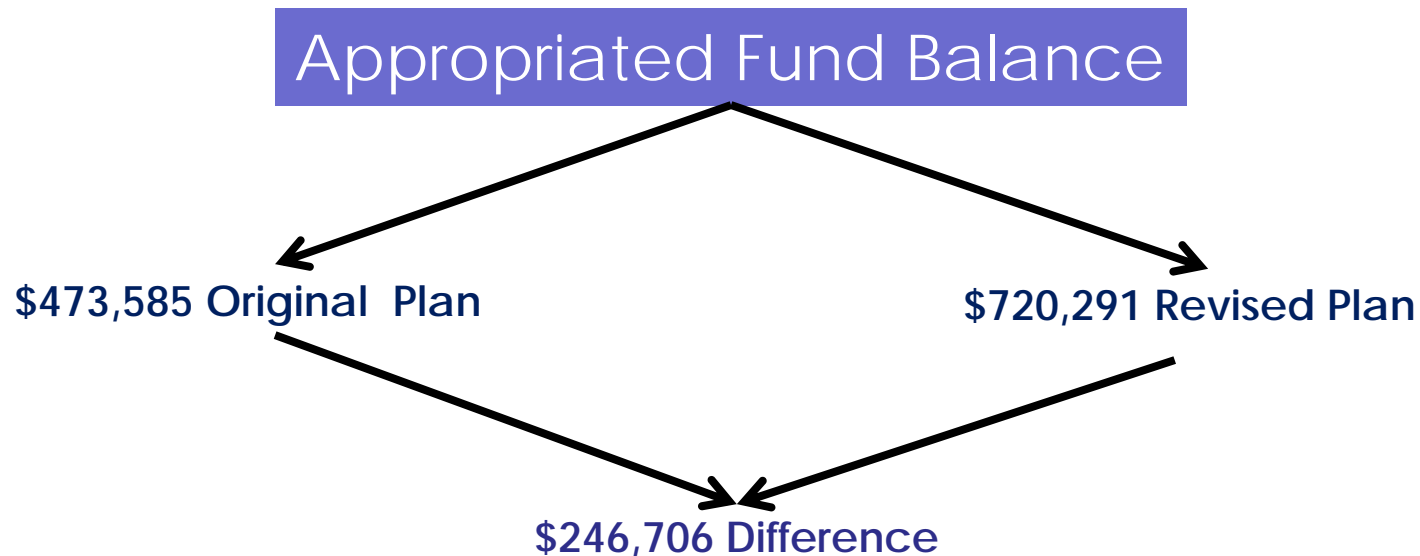 Appropriated Fund Balance
$473,585 Original Plan
$720,291 Revised Plan
$246,706 Difference